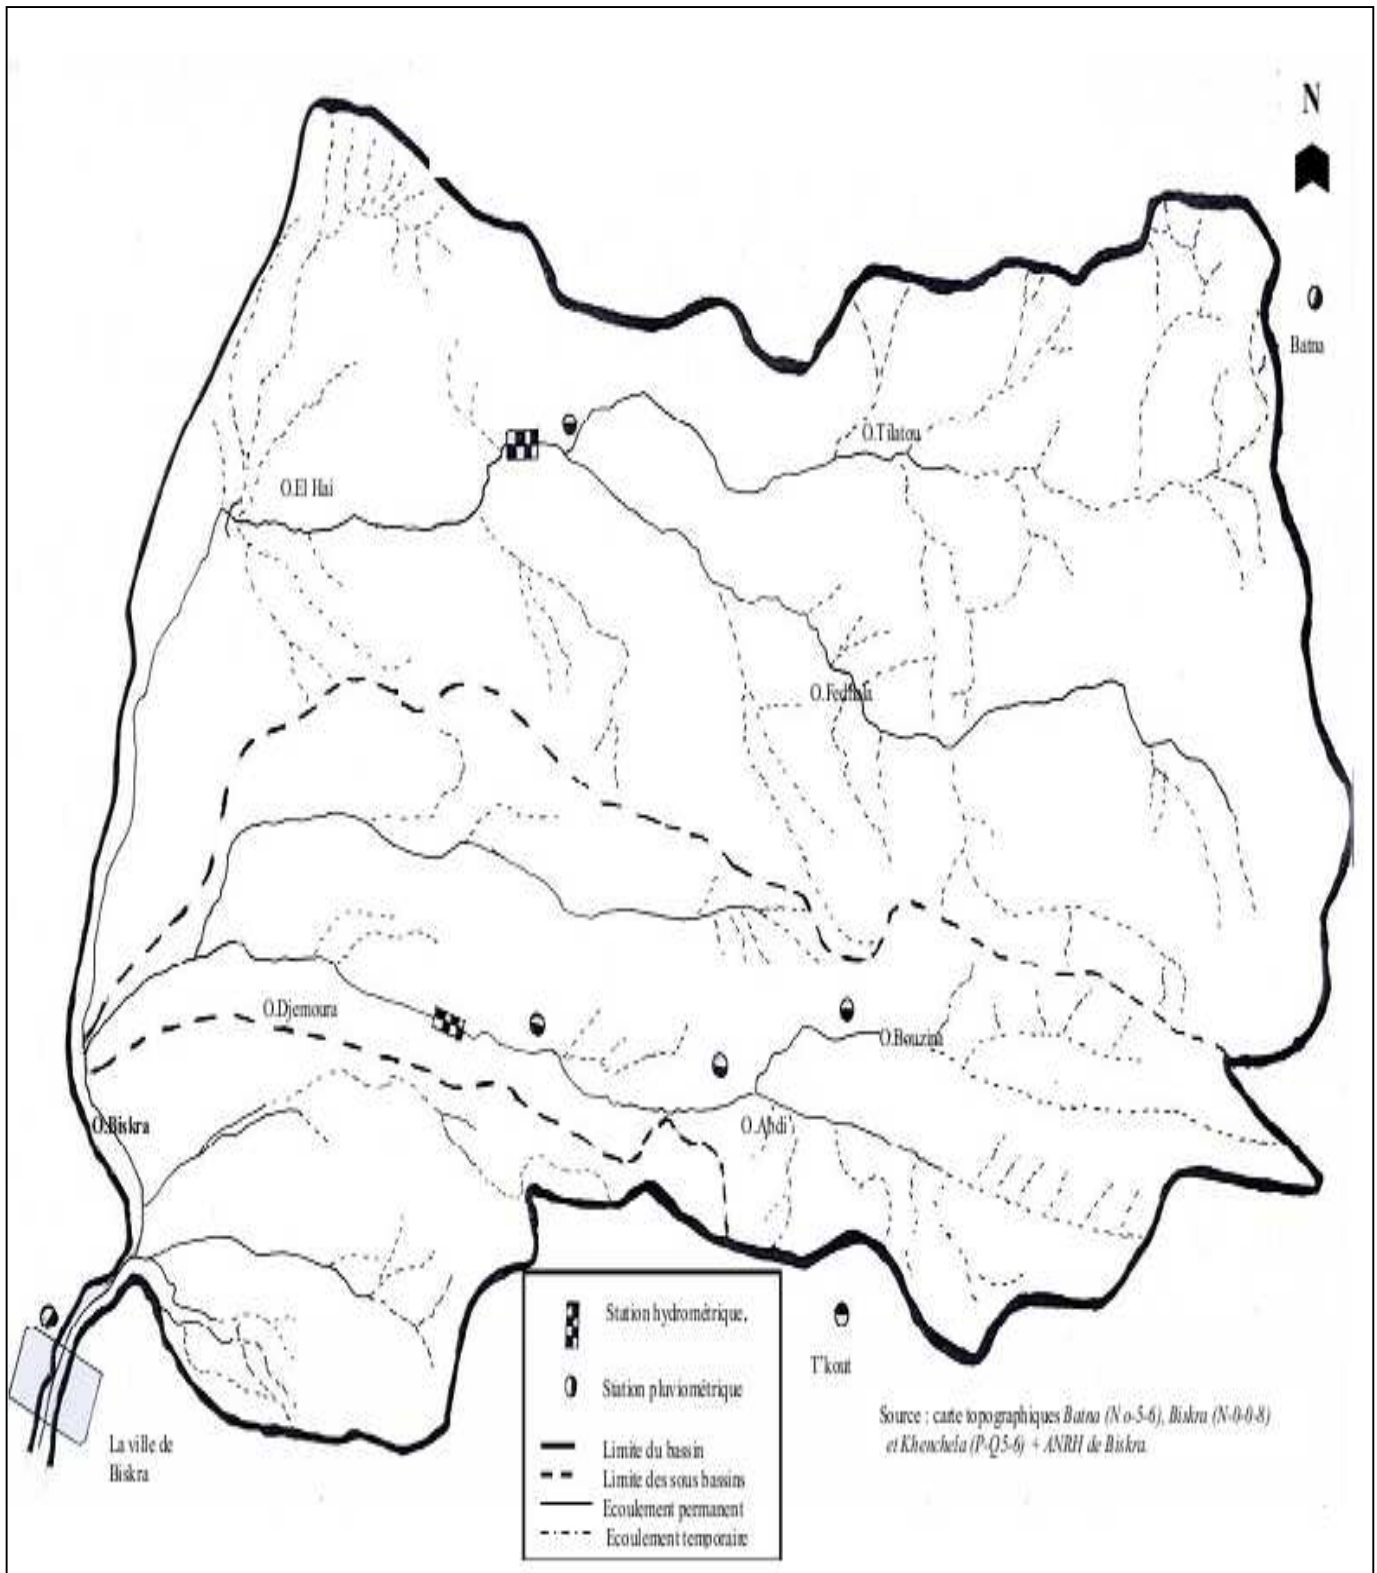 N
Batna
O.Tilatou
O.El Hai
O.Fedhala
O.Djemoura
O.Bouzina
O.Biskra
O.Abdi
Station hydrométrique,
Station pluviométrique
Limite du bassin
Limite des sous bassins
Ecoulement permanent
Ecoulement temporaire
T'kout
La ville de
Biskra
Source : carte topographiques Batna (N o-5-6), Biskra (N-0-0-8)
et Khenchela (P-Q5-6) + ANRH de Biskra.